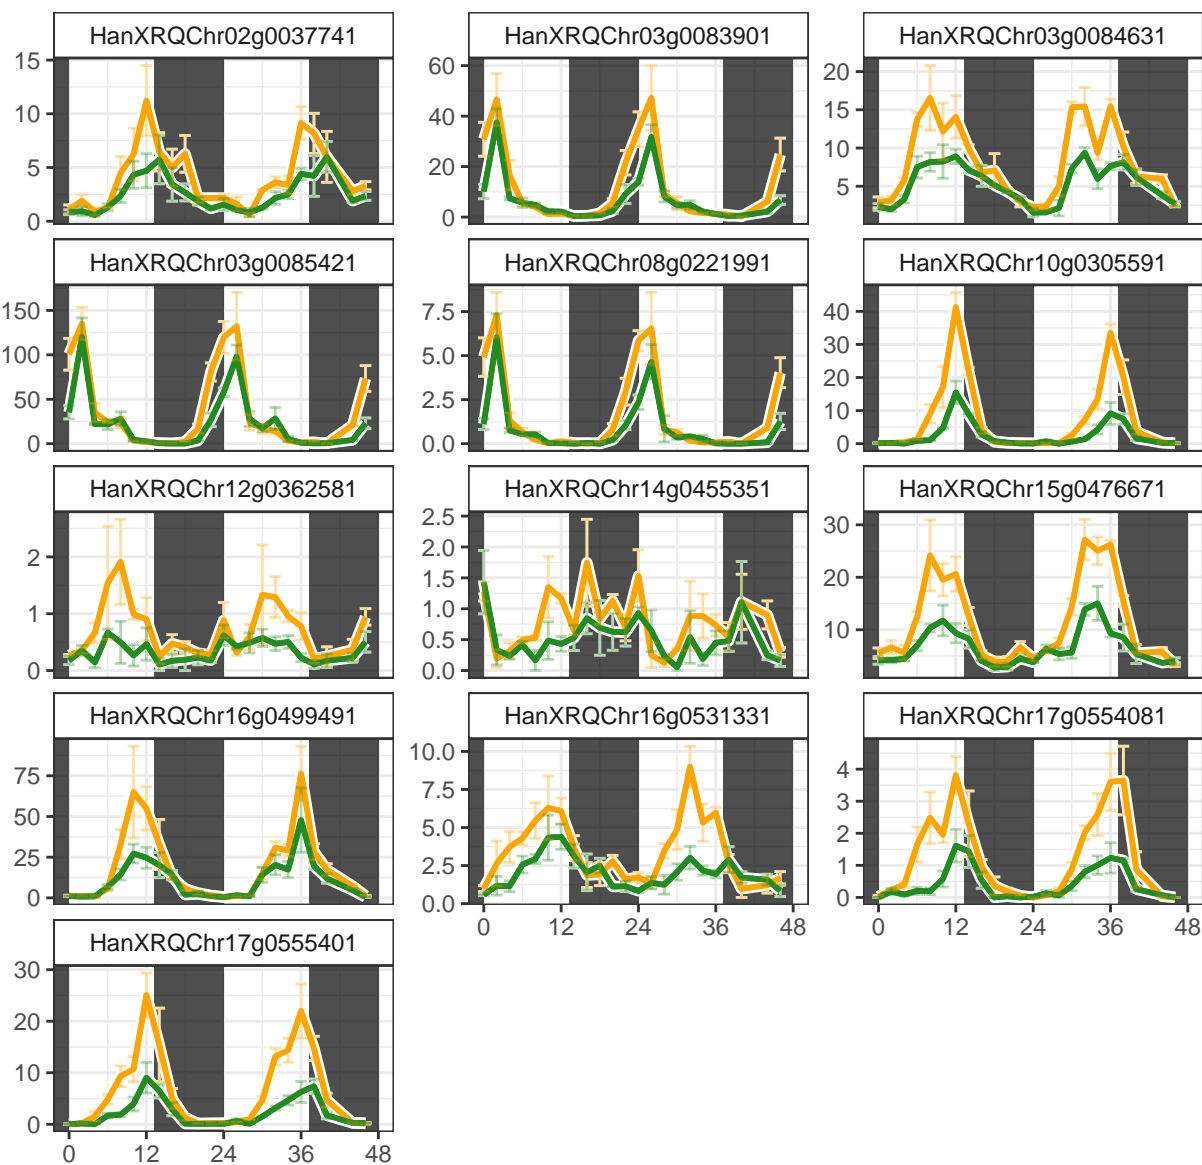 HanXRQChr02g0037741 HanXRQChr03g0083901 HanXRQChr03g0084631
15 10 5 0
60 40 20 0
20 15 10 5
HanXRQChr03g0085421 HanXRQChr08g0221991 HanXRQChr10g0305591
150 100 50 0
7.5 5.0 2.5 0.0
40 30 20 10 0
HanXRQChr12g0362581 HanXRQChr14g0455351 HanXRQChr15g0476671
2 1 0
2.5 2.0 1.5 1.0 0.5 0.0
30 20 10
HanXRQChr16g0499491 HanXRQChr16g0531331 HanXRQChr17g0554081
75 50 25 0
10.0 7.5 5.0 2.5 0.0
4 3 2 1 0
0 12 24 36 48
0 12 24 36 48
HanXRQChr17g0555401
30 20 10 0
0 12 24 36 48